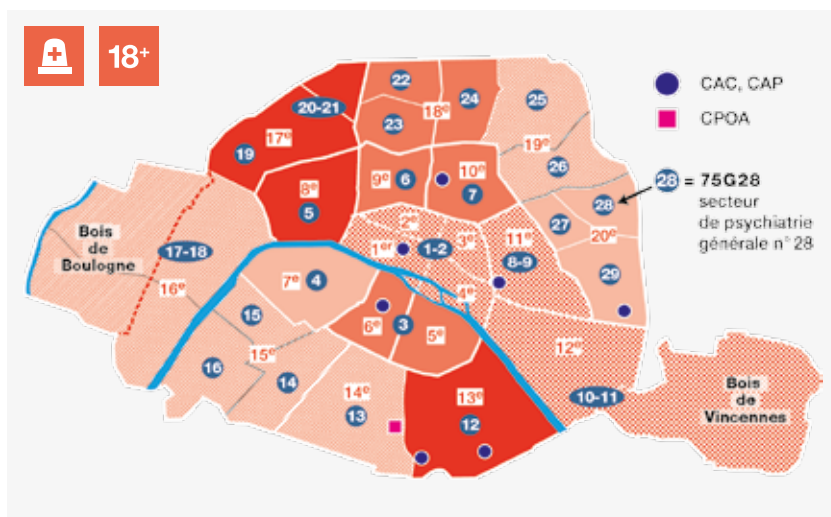 18+
22
24
20-21
18e
25
23
17e
19e
19
26
10e
9e
6
8e
7
28
5
2e
27
11e
20e
3e
1er
1-2
8-9
Bois
de
Boulogne
17-18
29
7e
4
16e
4e
15
6e
3
5e
12e
15e
16
14
14e
13e
13
12
10-11
Bois
de
Vincennes
CAC, CAP
CPOA
28 = 75G28
secteur
de psychiatrie
générale n° 28